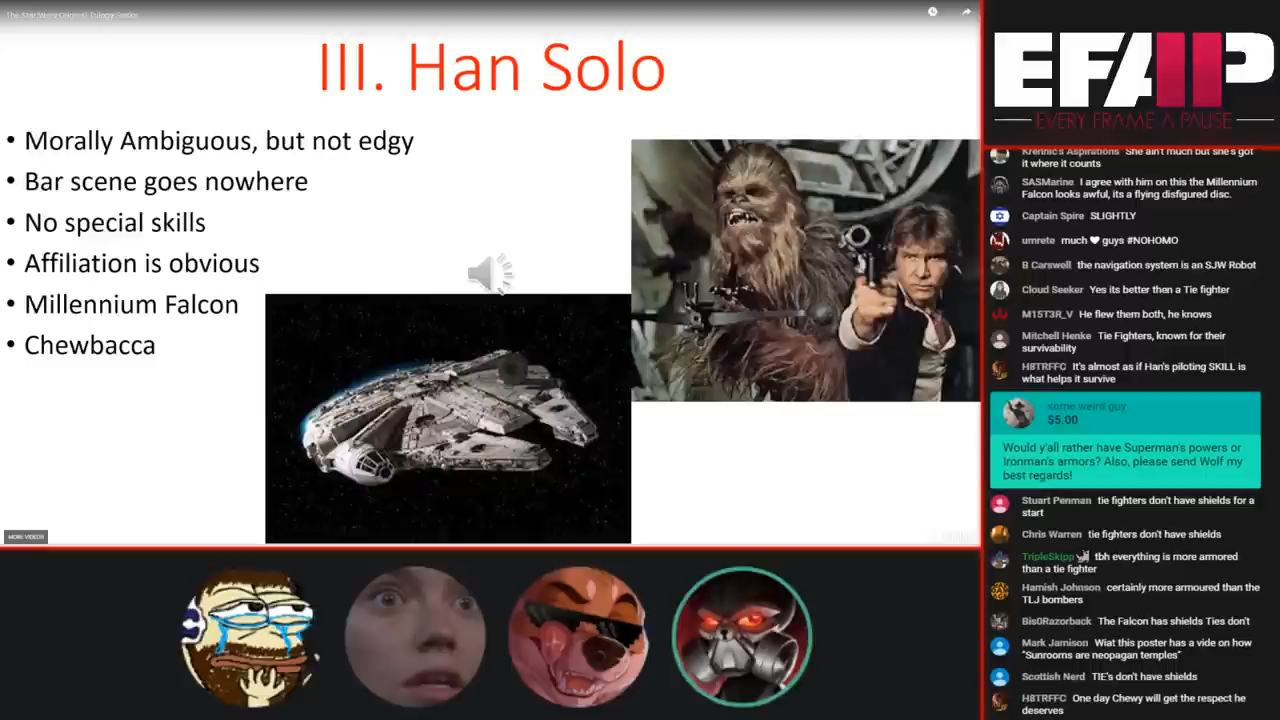 The Star Wars Original Trilogy Sucks
III. Han Solo
• Morally Ambiguous, but not edgy
• Bar scene goes nowhere
• No special skills
• Affiliation is obvious
• Millennium Falcon
• Chewbacca
MORE VIDEOS
EFAP
EVERY FRAME A PAUSE
Krennic's Aspirations She ain't much but she's got
it where it counts
SASMarine I agree with him on this the Millennium
Falcon looks awful, its a flying disfigured disc.
Captain Spire SLIGHTLY
umrete much ❤ guys #NOHOMO
B Carswell the navigation system is an SJW Robot
Cloud Seeker Yes its better then a Tie fighter
M15T3R_V He flew them both, he knows
Mitchell Henke Tie Fighters, known for their
survivability
H8TRFFC It's almost as if Han's piloting SKILL is
what helps it survive
some weird guy
$5.00
Would y'all rather have Superman's powers or
Ironman's armors? Also, please send Wolf my
best regards!
Stuart Penman tie fighters don't have shields for a
start
Chris Warren tie fighters don't have shields
TripleSkipp tbh everything is more armored
than a tie fighter
Hamish Johnson certainly more armoured than the
TLJ bombers
Bis0Razorback The Falcon has shields Ties don't
Mark Jamison Wiat this poster has a vide on how
"Sunrooms are neopagan temples"
Scottish Nerd TIE's don't have shields
H8TRFFC One day Chewy will get the respect he
deserves